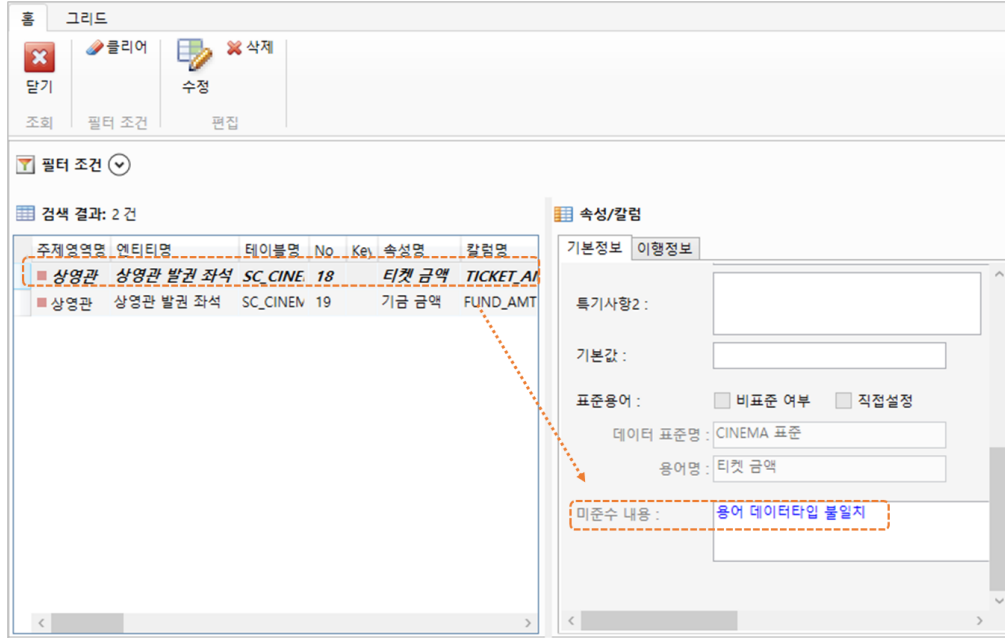 홈 그리드
클리어 삭제
닫기 수정
조회 필터 조건 편집
필터 조건
검색 결과: 2 건
주제영역명 엔티티명 테이블명 No Key 속성명 칼럼명
상영관 상영관 발권 좌석 SC_CINE 18 티켓 금액 TICKET_A
상영관 상영관 발권 좌석 SC_CINEM 19 기금 금액 FUND_AMT
속성/칼럼
기본정보 이행정보
특기사항2 :
기본값 :
표준용어 : 비표준 여부 직접설정
데이터 표준명 : CINEMA 표준
용어명 : 티켓 금액
미준수 내용 : 용어 데이터타입 불일치